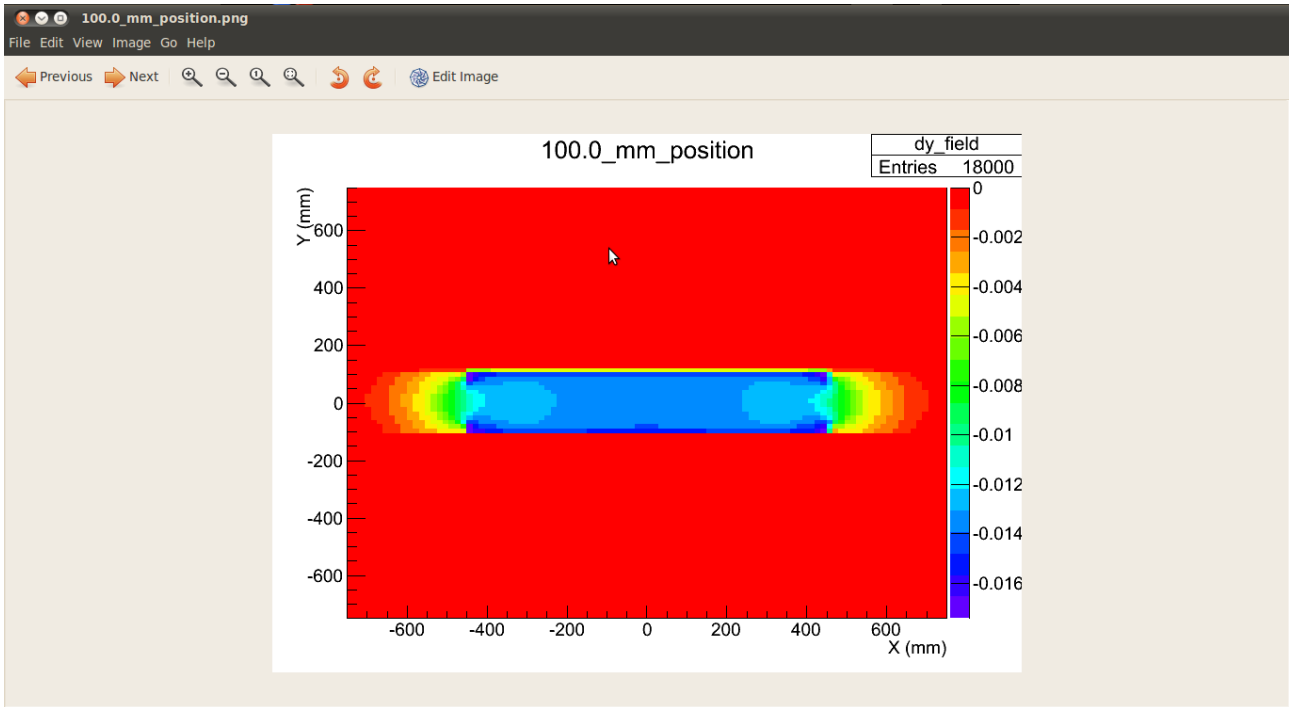 100.0_mm_position.png
File Edit View Image Go Help
Previous Next Edit Image
100.0_mm_position
dy_field
Entries 18000
Y (mm)
600
400
200
0
-200
-400
-600
-600 -400 -200 0 200 400 600
X (mm)
0
-0.002
-0.004
-0.006
-0.008
-0.01
-0.012
-0.014
-0.016